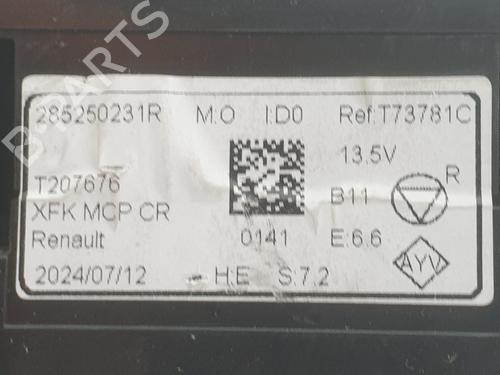 285250231R M:O I:D0 Ref:T73781C
13.5V
T207676
B11 R
XFK MCP CR
Renault 0141 E:6.6
AYV
2024/07/12 H:E S:7.2
B-PARTS